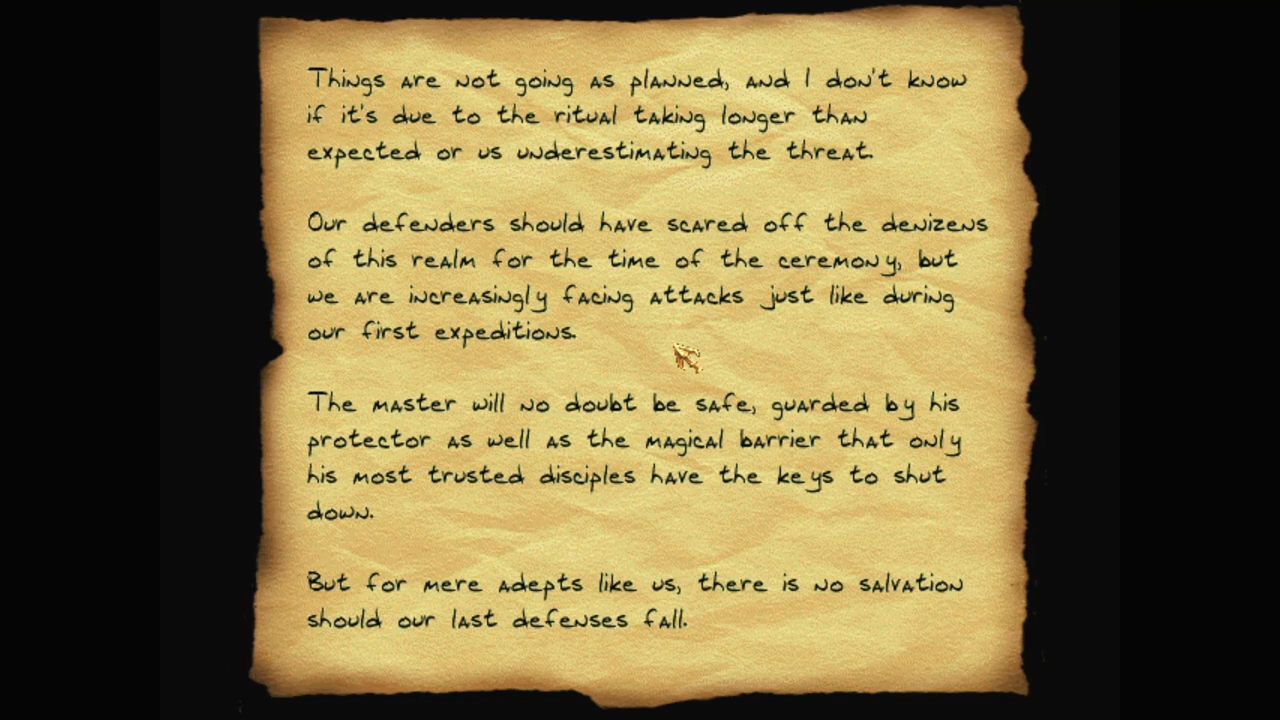 Things are not going as planned, and I don't know
if it's due to the ritual taking longer than
expected or us underestimating the threat.
Our defenders should have scared off the denizens
of this realm for the time of the ceremony, but
we are increasingly facing attacks just like during
our first expeditions.
The master will no doubt be safe, guarded by his
protector as well as the magical barrier that only
his most trusted disciples have the keys to shut
down.
But for mere adepts like us, there is no salvation
should our last defenses fall.